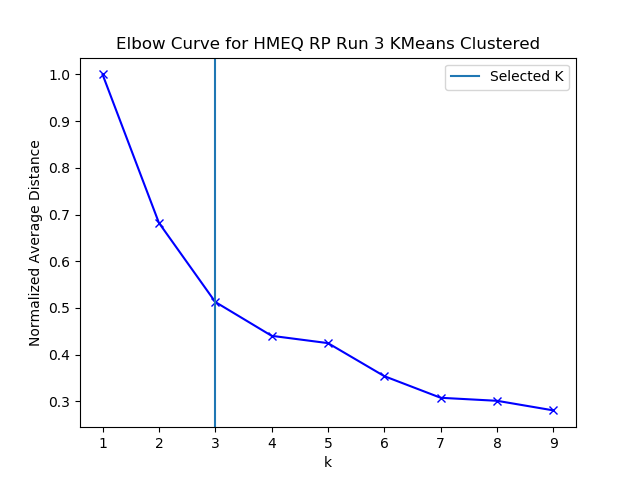 Elbow Curve for HMEQ RP Run 3 KMeans Clustered
Selected K
Normalized Average Distance
1.0
0.9
0.8
0.7
0.6
0.5
0.4
0.3
1 2 3 4 5 6 7 8 9
k